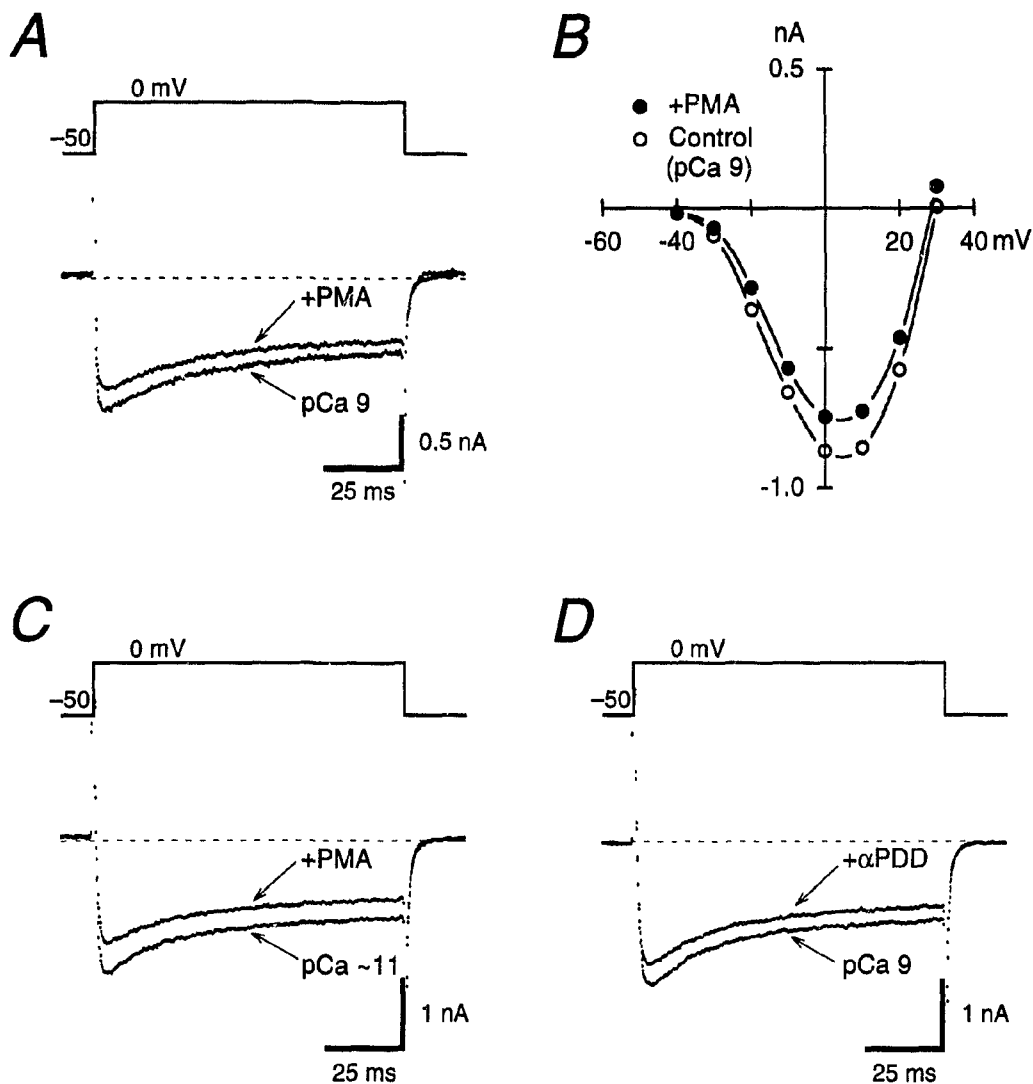 A
0 mV
−50
+PMA
pCa 9
0.5 nA
25 ms
B
nA
0.5
+PMA
Control
(pCa 9)
-60
-40
20
40 mV
-1.0
C
0 mV
−50
+PMA
pCa ~11
1 nA
25 ms
D
0 mV
−50
+αPDD
pCa 9
1 nA
25 ms